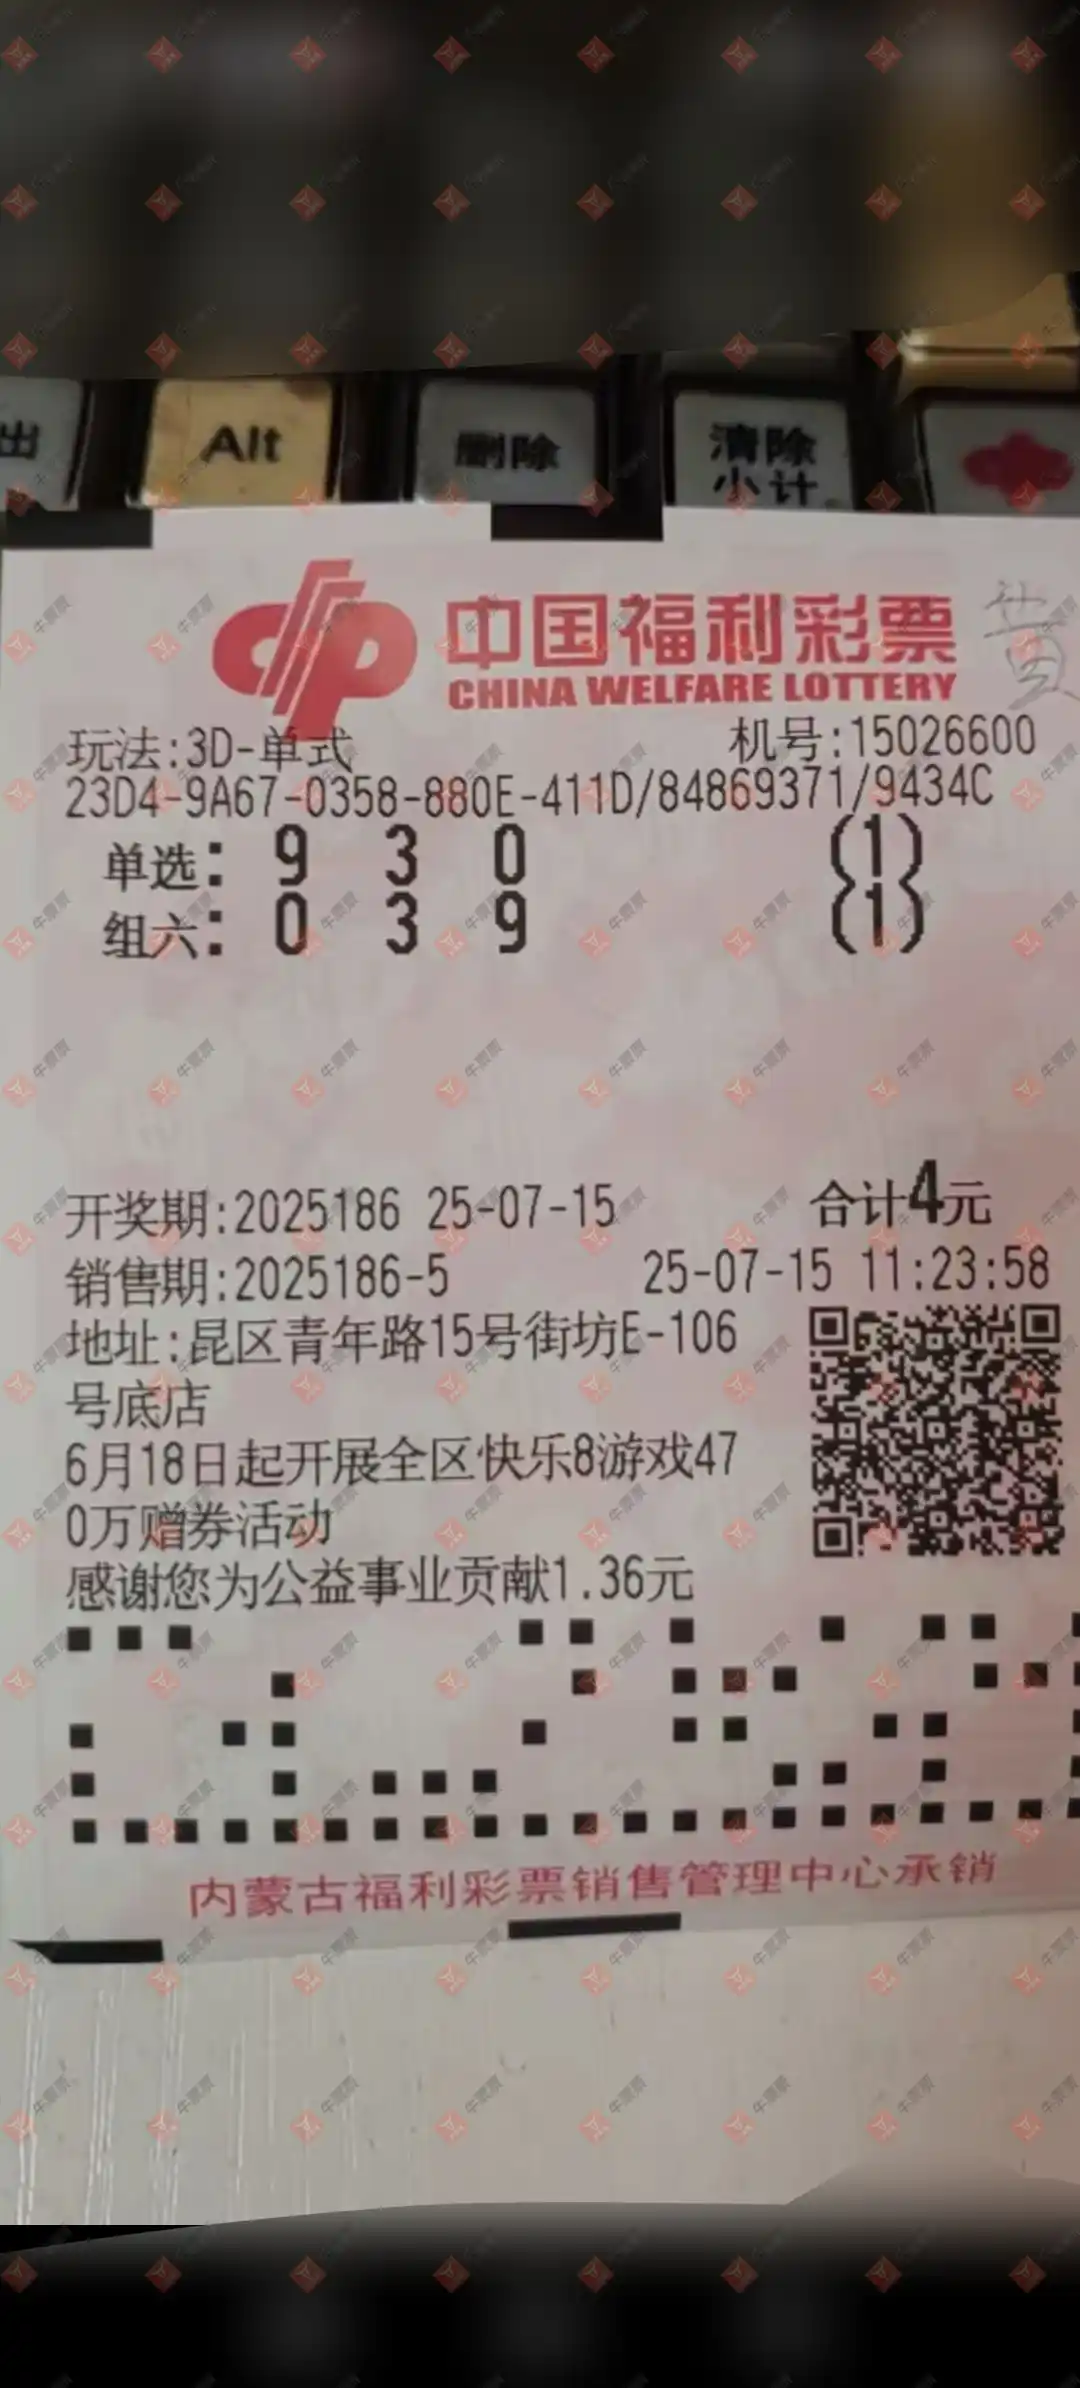 出 Alt 删除 清除小计
中国福利彩票
CHINA WELFARE LOTTERY
黄
玩法:3D-单式 机号:15026600
23D4-9A67-0358-880E-411D/84869371/9434C
单选: 9 3 0 (1)
组六: 0 3 9 (1)
开奖期:2025186 25-07-15 合计4元
销售期:2025186-5 25-07-15 11:23:58
地址:昆区青年路15号街坊E-106
号底店
6月18日起开展全区快乐8游戏47
0万赠券活动
感谢您为公益事业贡献1.36元
内蒙古福利彩票销售管理中心承销
牛票票